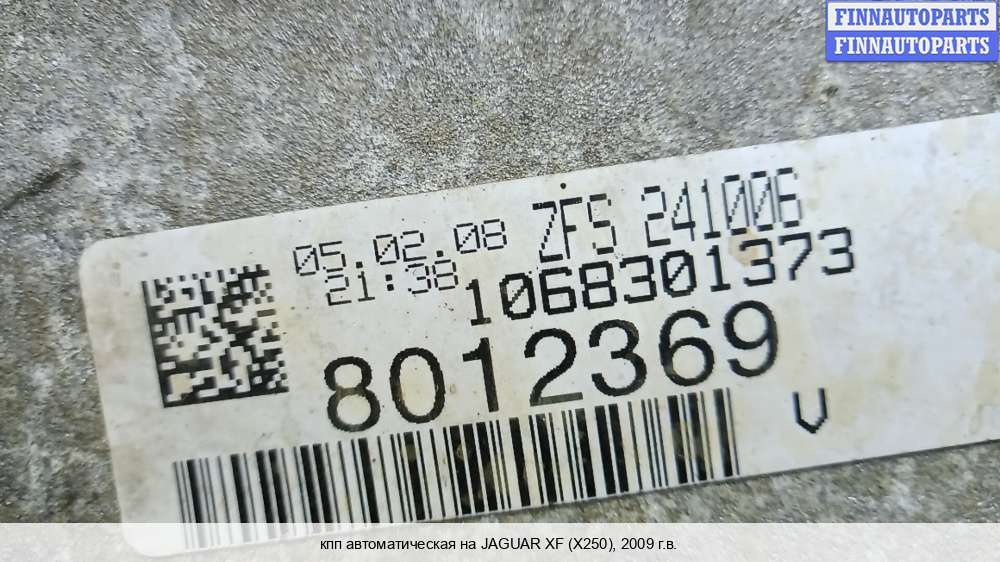 FINNAUTOPARTS
FINNAUTOPARTS
05.02.08 ZFS 241006
21:38 1068301373
8012369
V
кпп автоматическая на JAGUAR XF (X250), 2009 г.в.